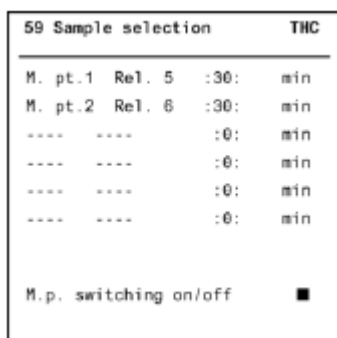 59 Sample selection THC
M. pt.1 Rel. 5 :30: min
M. pt.2 Rel. 6 :30: min
---- ---- :0: min
---- ---- :0: min
---- ---- :0: min
---- ---- :0: min
M.p. switching on/off ■